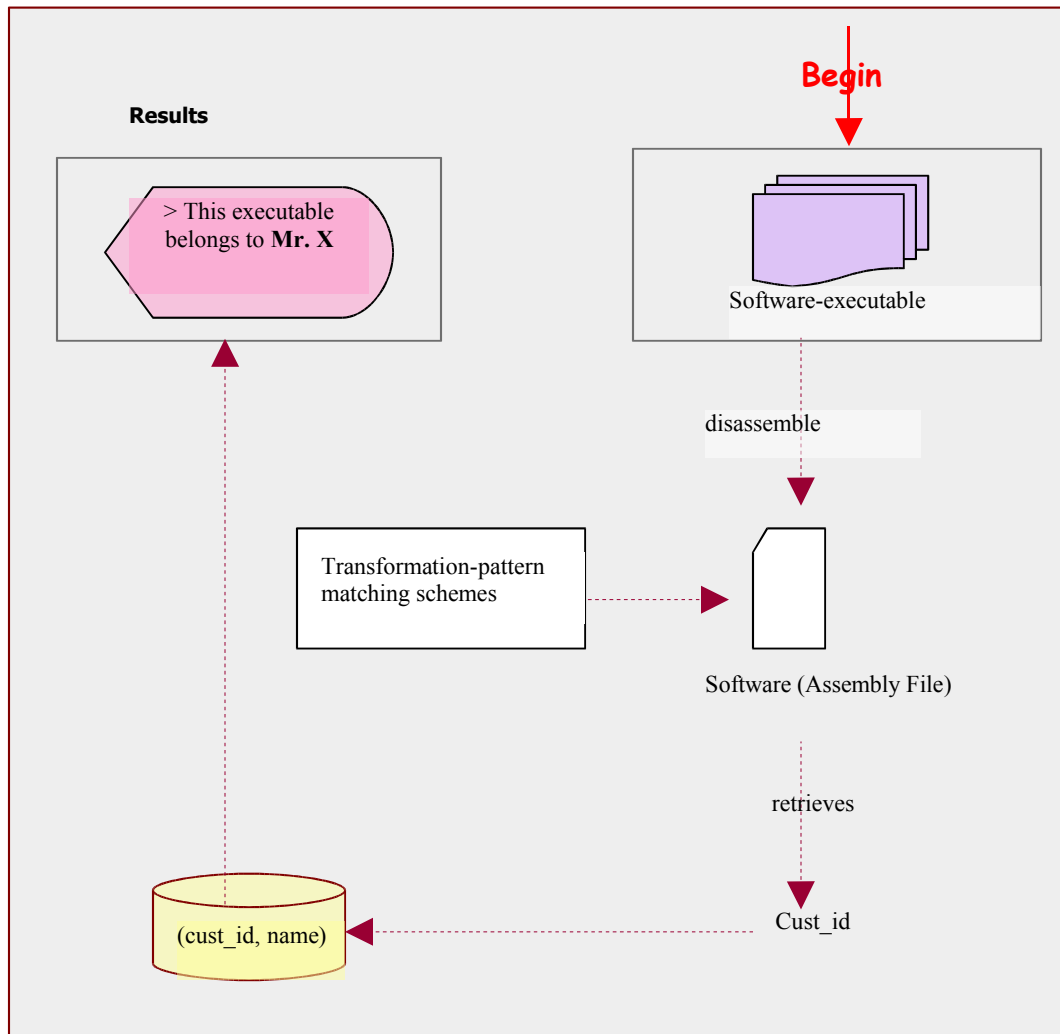 Begin
Results
> This executable
belongs to Mr. X
Software-executable
disassemble
Transformation-pattern
matching schemes
Software (Assembly File)
retrieves
Cust_id
(cust_id, name)